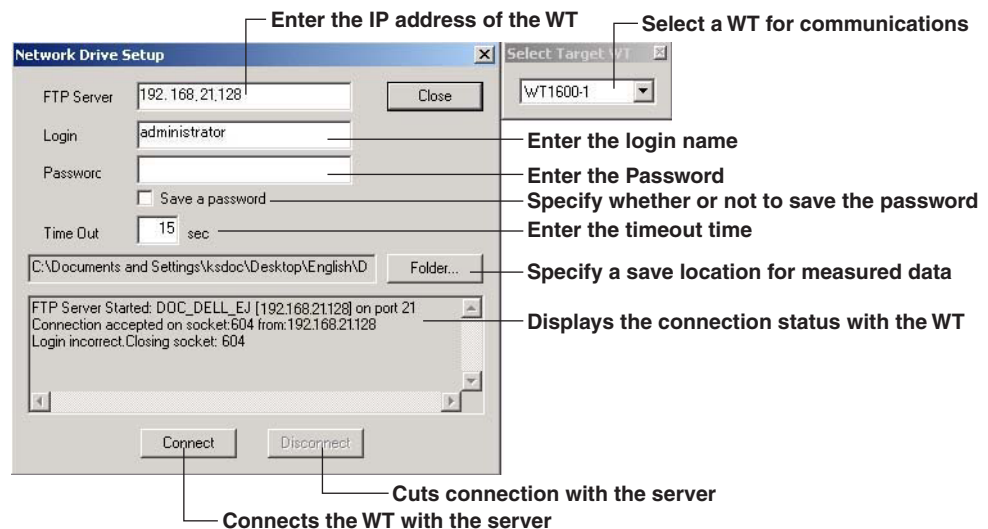 Enter the IP address of the WT
Select a WT for communications
Network Drive Setup
Select Target WT
FTP Server
192.168.21.128
Close
WT1600-1
Login
administrator
Enter the login name
Passworc
Enter the Password
Save a password
Specify whether or not to save the password
Time Out
15 sec
Enter the timeout time
C:\Documents and Settings\ksdoc\Desktop\English\D
Folder...
Specify a save location for measured data
FTP Server Started: DOC_DELL_EJ [192.168.21.128] on port 21
Connection accepted on socket:604 from:192.168.21.128
Login incorrect.Closing socket: 604
Displays the connection status with the WT
Connect
Disconnect
Cuts connection with the server
Connects the WT with the server